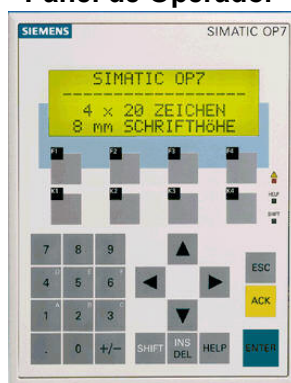 Panel de Operador
SIEMENS SIMATIC OP7
SIMATIC OP7
4 x 20 ZEICHEN
8 mm SCHRIFTHÖHE
F1 F2 F3 F4
K1 K2 K3 K4
HELP
SHIFT
7 8 9
D E F
4 5 6 ESC
A B C
1 2 3 ACK
. 0 +/- SHIFT INS DEL HELP ENTER